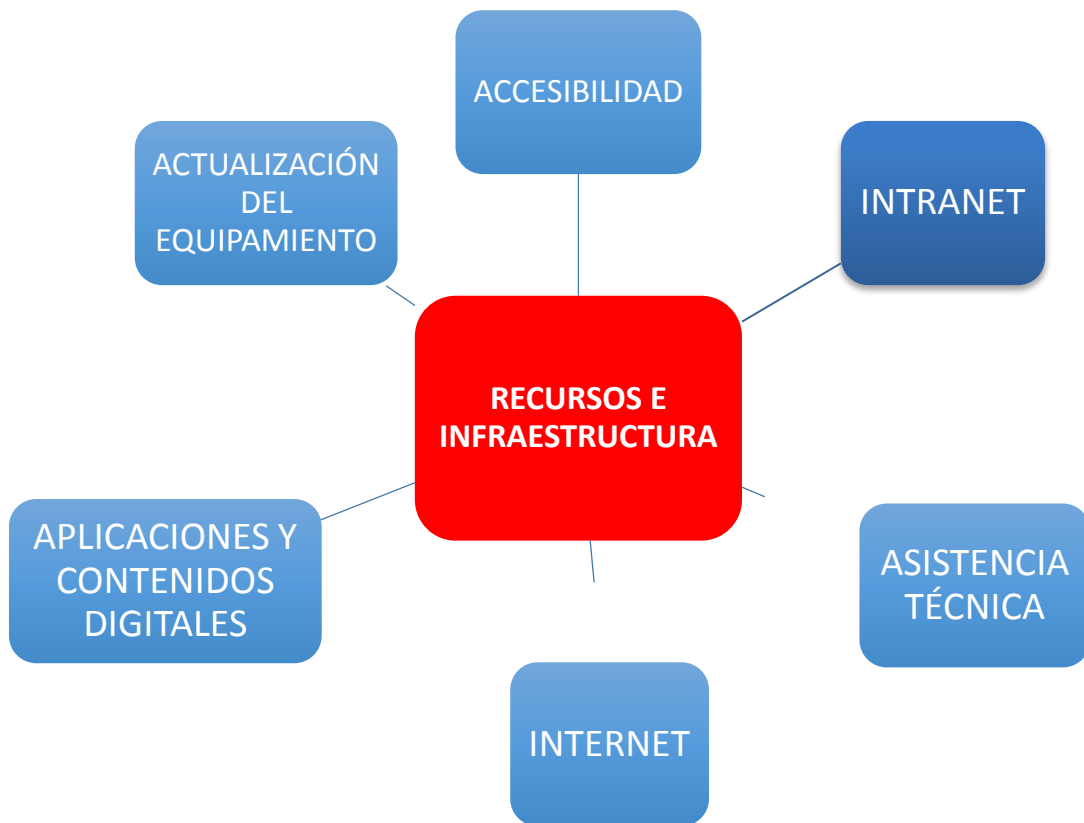 ACCESIBILIDAD
ACTUALIZACIÓN
DEL
EQUIPAMIENTO
INTRANET
RECURSOS E
INFRAESTRUCTURA
APLICACIONES Y
CONTENIDOS
DIGITALES
ASISTENCIA
TÉCNICA
INTERNET